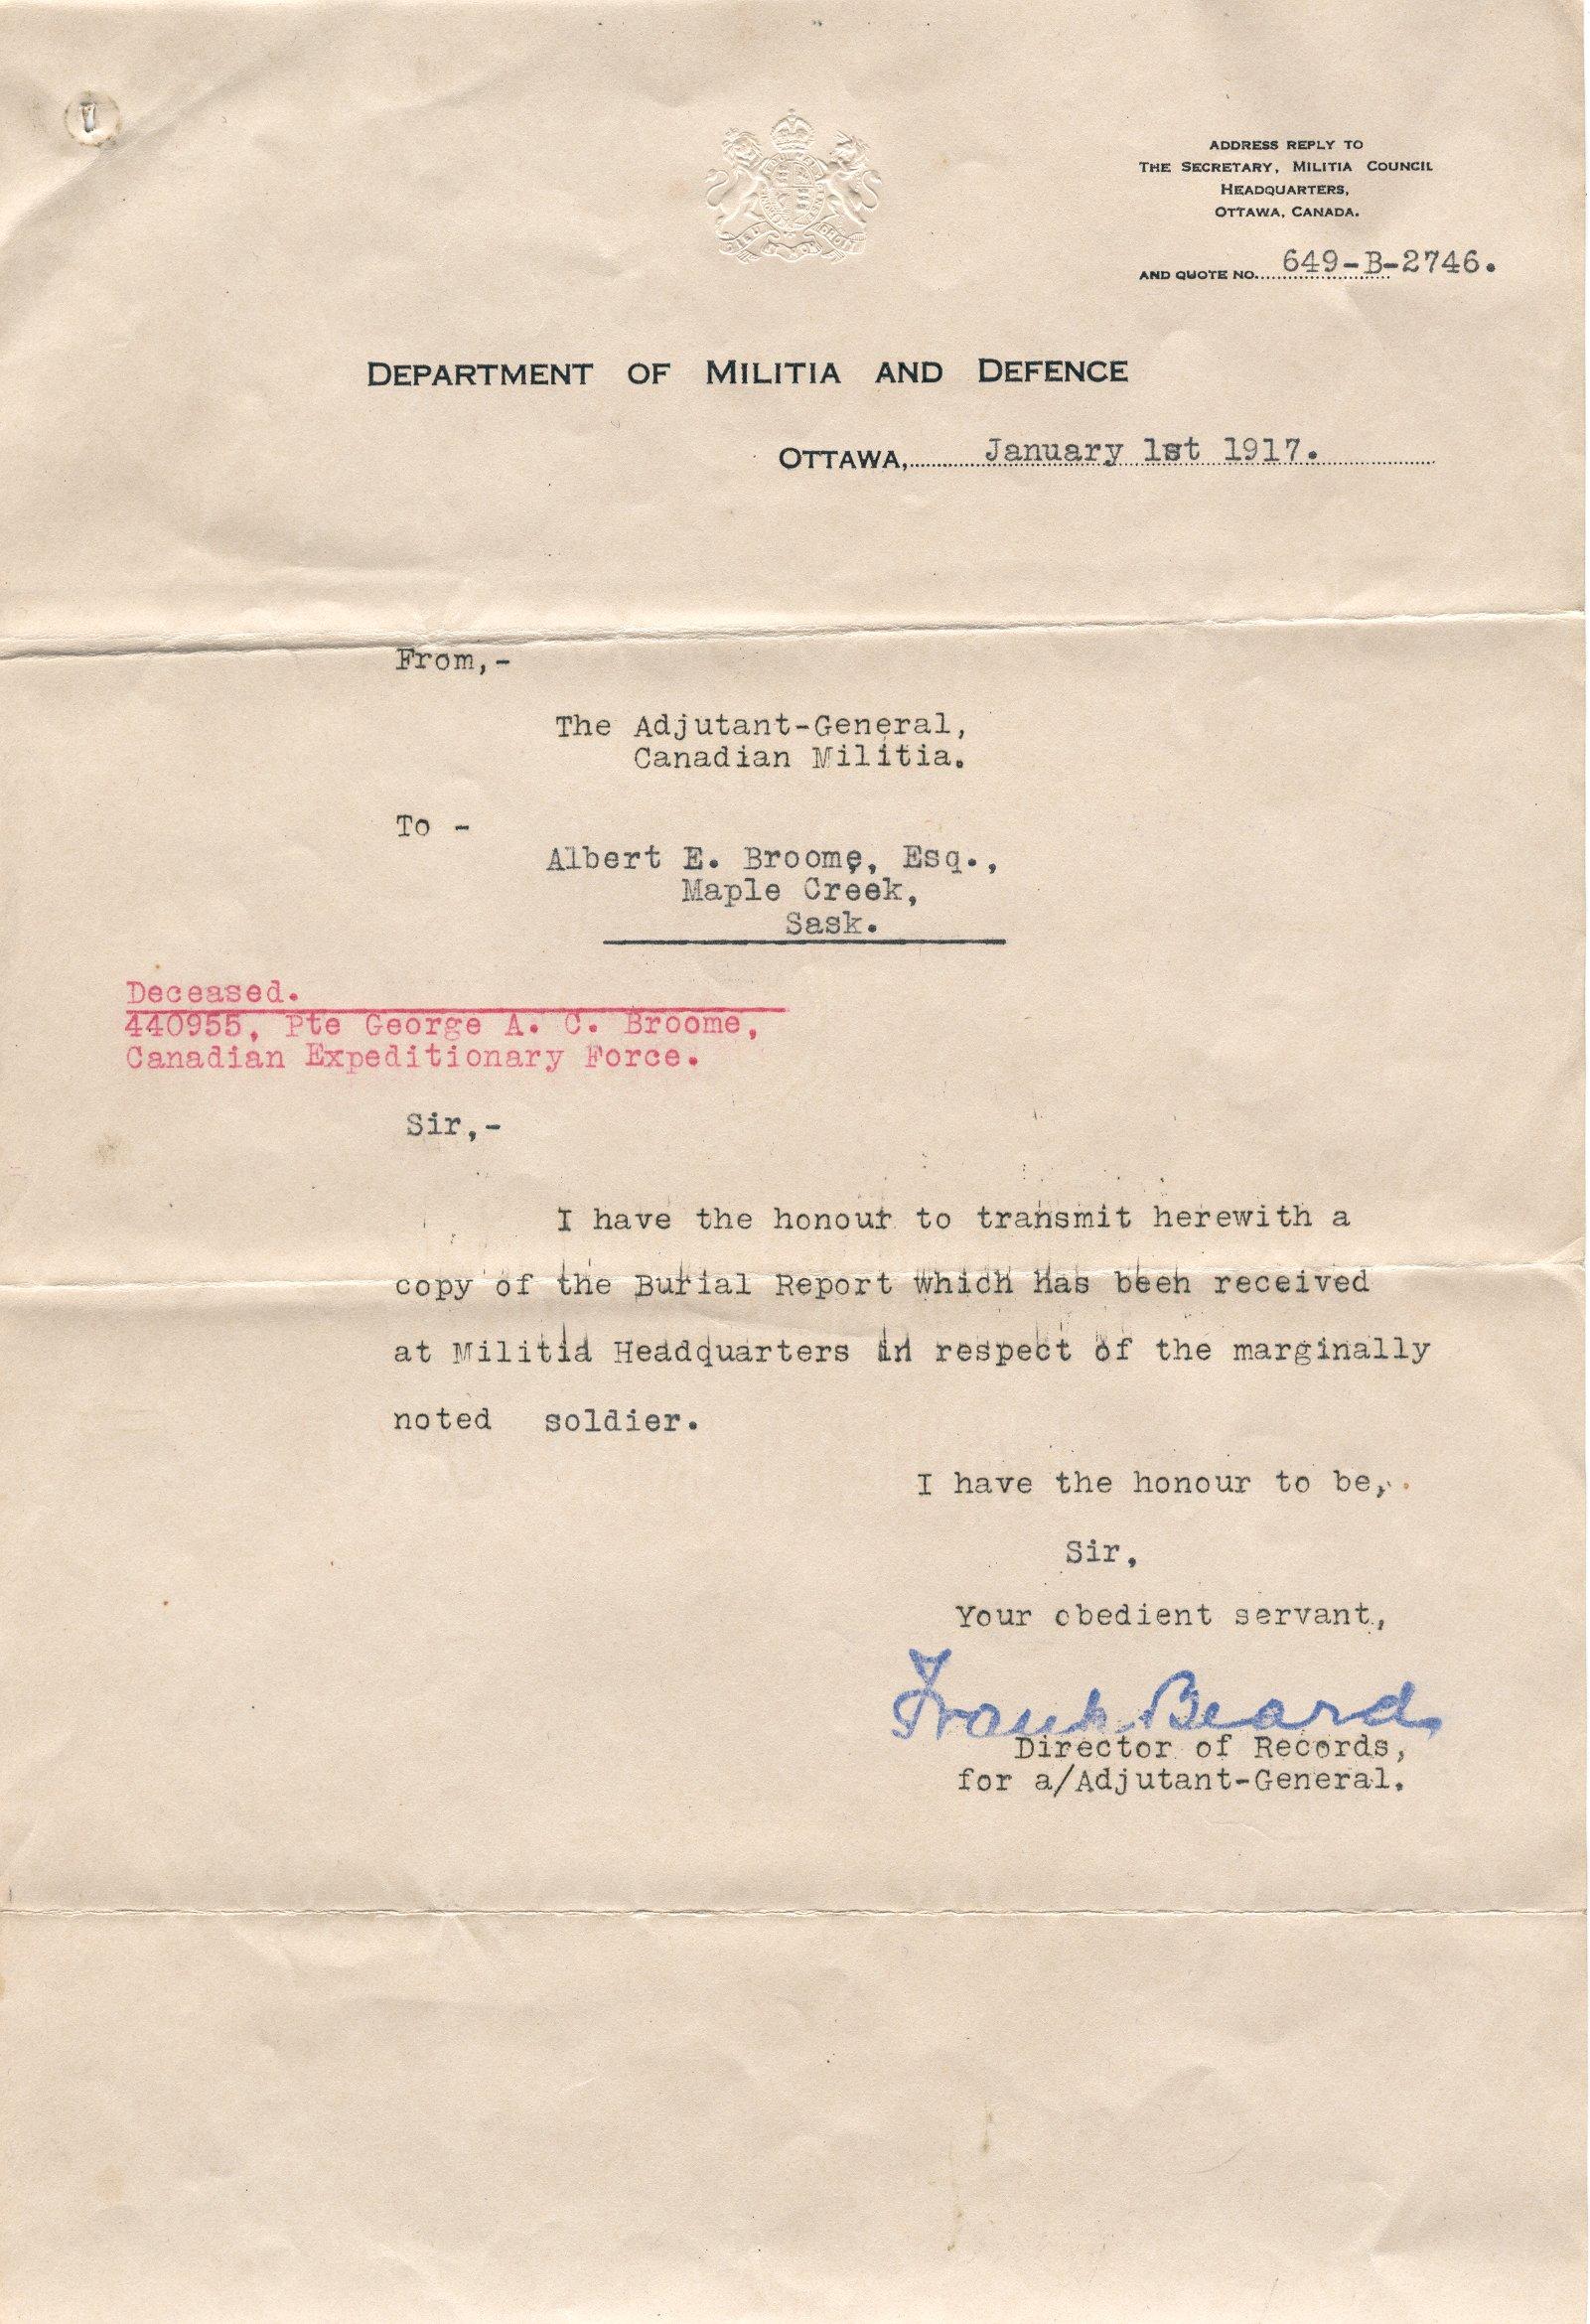 ADDRESS REPLY TO
THE SECRETARY, MILITIA COUNCIL
HEADQUARTERS,
OTTAWA, CANADA.
AND QUOTE NO. 649-B-2746.
DEPARTMENT OF MILITIA AND DEFENCE
OTTAWA, January 1st 1917.
From,-
The Adjutant-General,
Canadian Militia.
To -
Albert E. Broome, Esq.,
Maple Creek,
Sask.
Deceased.
440955, Pte George A. C. Broome,
Canadian Expeditionary Force.
Sir,-
I have the honour to transmit herewith a
copy of the Burial Report which has been received
at Militia Headquarters in respect of the marginally
noted soldier.
I have the honour to be,
Sir,
Your obedient servant,
Frank Beard
Director of Records,
for a/Adjutant-General.